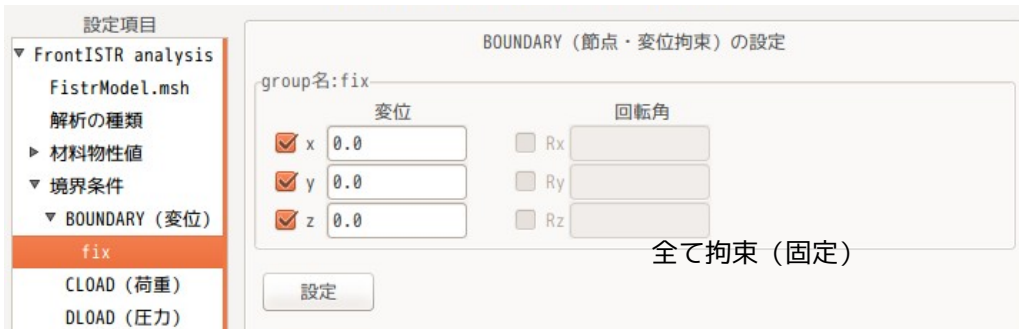 設定項目
▼ FrontISTR analysis
FistrModel.msh
解析の種類
▶ 材料物性値
▼ 境界条件
▼ BOUNDARY (変位)
fix
CLOAD (荷重)
DLOAD (圧力)
BOUNDARY (節点・変位拘束) の設定
group名:fix
変位 回転角
x 0.0 Rx
y 0.0 Ry
z 0.0 Rz
全て拘束（固定）
設定